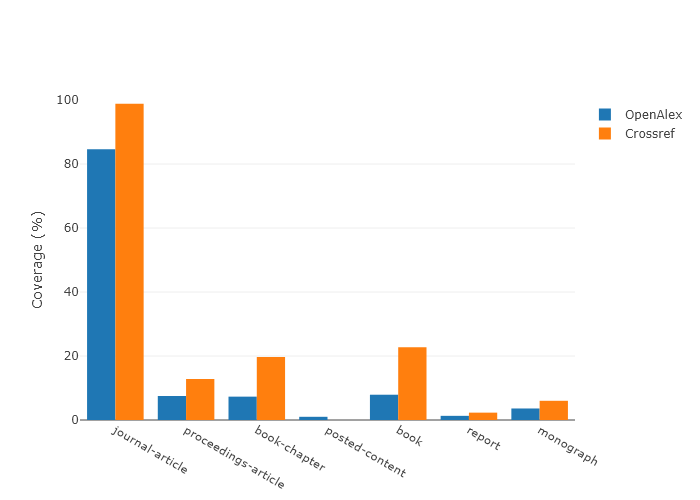 100
80
60
40
20
0
Coverage (%)
journal-article
proceedings-article
book-chapter
posted-content
book
report
monograph
OpenAlex
Crossref